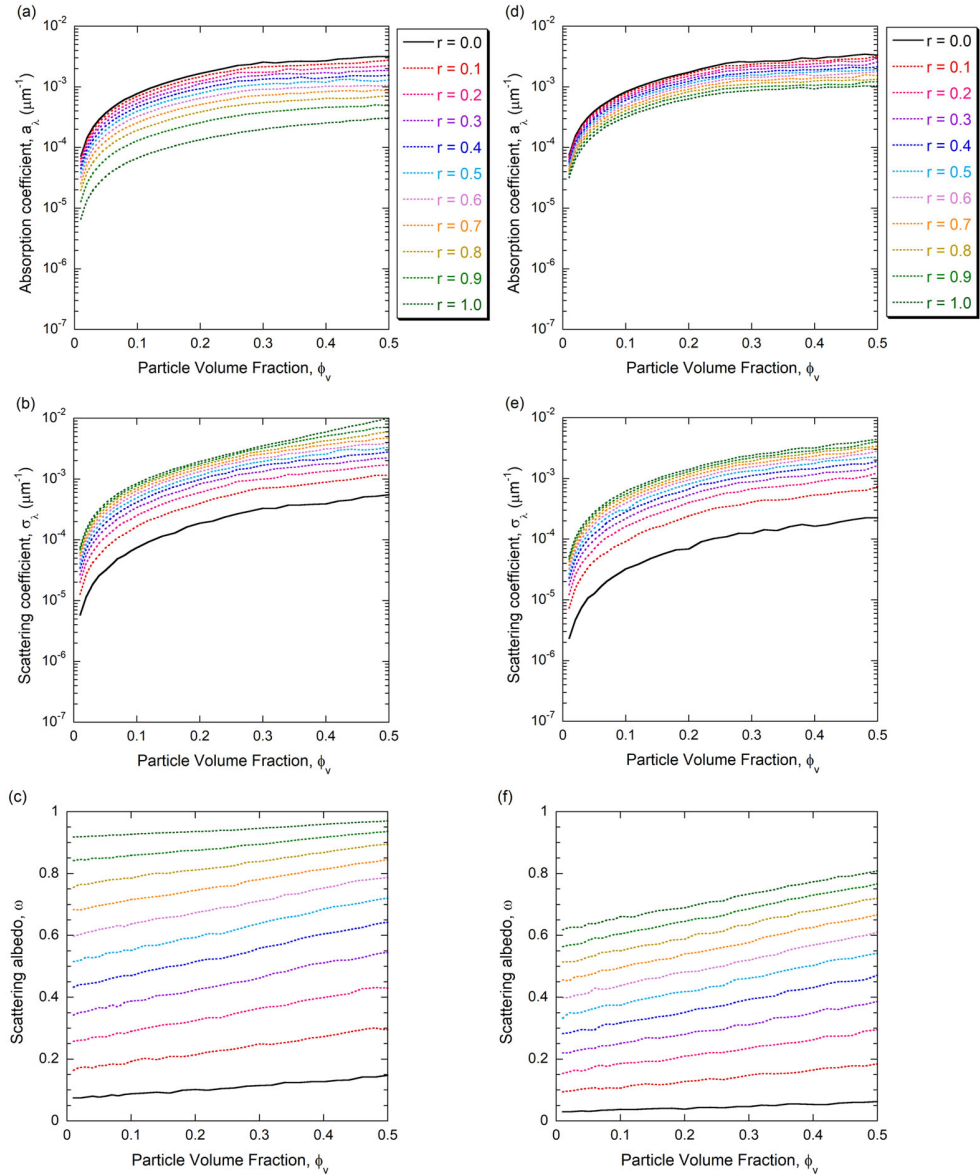 (a)
10⁻²
10⁻³
10⁻⁴
10⁻⁵
10⁻⁶
10⁻⁷
Absorption coefficient, a_λ (μm⁻¹)
0 0.1 0.2 0.3 0.4 0.5
Particle Volume Fraction, ϕ_v
r = 0.0
r = 0.1
r = 0.2
r = 0.3
r = 0.4
r = 0.5
r = 0.6
r = 0.7
r = 0.8
r = 0.9
r = 1.0
(d)
10⁻²
10⁻³
10⁻⁴
10⁻⁵
10⁻⁶
10⁻⁷
Absorption coefficient, a_λ (μm⁻¹)
0 0.1 0.2 0.3 0.4 0.5
Particle Volume Fraction, ϕ_v
r = 0.0
r = 0.1
r = 0.2
r = 0.3
r = 0.4
r = 0.5
r = 0.6
r = 0.7
r = 0.8
r = 0.9
r = 1.0
(b)
10⁻²
10⁻³
10⁻⁴
10⁻⁵
10⁻⁶
10⁻⁷
Scattering coefficient, σ_λ (μm⁻¹)
0 0.1 0.2 0.3 0.4 0.5
Particle Volume Fraction, ϕ_v
(e)
10⁻²
10⁻³
10⁻⁴
10⁻⁵
10⁻⁶
10⁻⁷
Scattering coefficient, σ_λ (μm⁻¹)
0 0.1 0.2 0.3 0.4 0.5
Particle Volume Fraction, ϕ_v
(c)
1
0.8
0.6
0.4
0.2
0
Scattering albedo, ω
0 0.1 0.2 0.3 0.4 0.5
Particle Volume Fraction, ϕ_v
(f)
1
0.8
0.6
0.4
0.2
0
Scattering albedo, ω
0 0.1 0.2 0.3 0.4 0.5
Particle Volume Fraction, ϕ_v